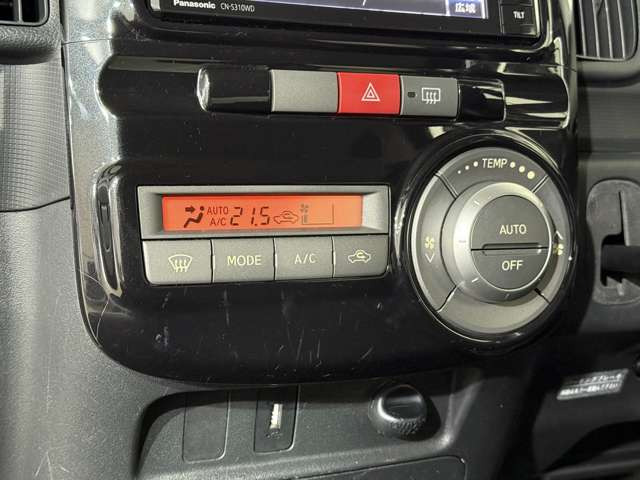 Panasonic CN-S310WD
広域
TILT
TEMP
AUTO
A/C 21.5
AUTO
OFF
MODE
A/C